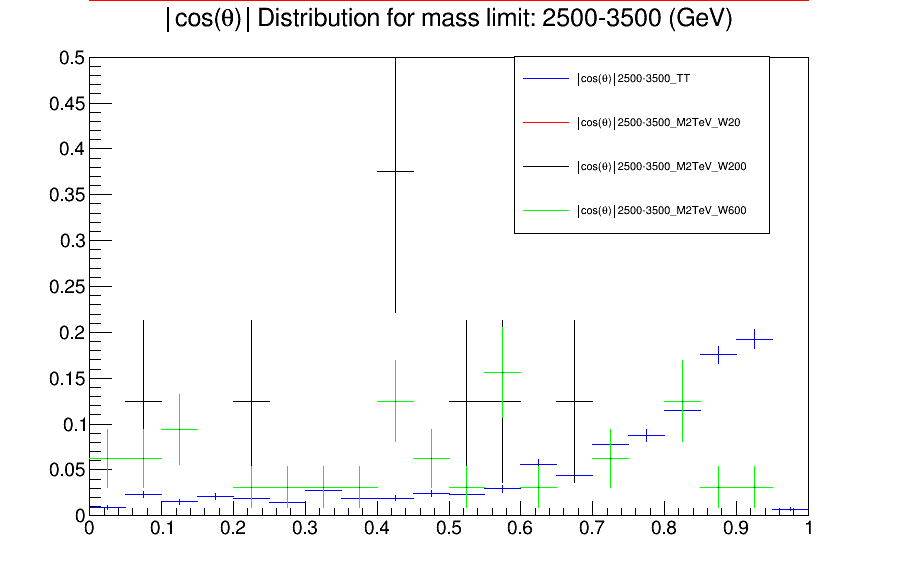 |cos(θ)| Distribution for mass limit: 2500-3500 (GeV)
0.5
|cos(θ)| 2500-3500_TT
0.45
|cos(θ)| 2500-3500_M2TeV_W20
0.4
|cos(θ)| 2500-3500_M2TeV_W200
0.35
|cos(θ)| 2500-3500_M2TeV_W600
0.3
0.25
0.2
0.15
0.1
0.05
0
0 0.1 0.2 0.3 0.4 0.5 0.6 0.7 0.8 0.9 1